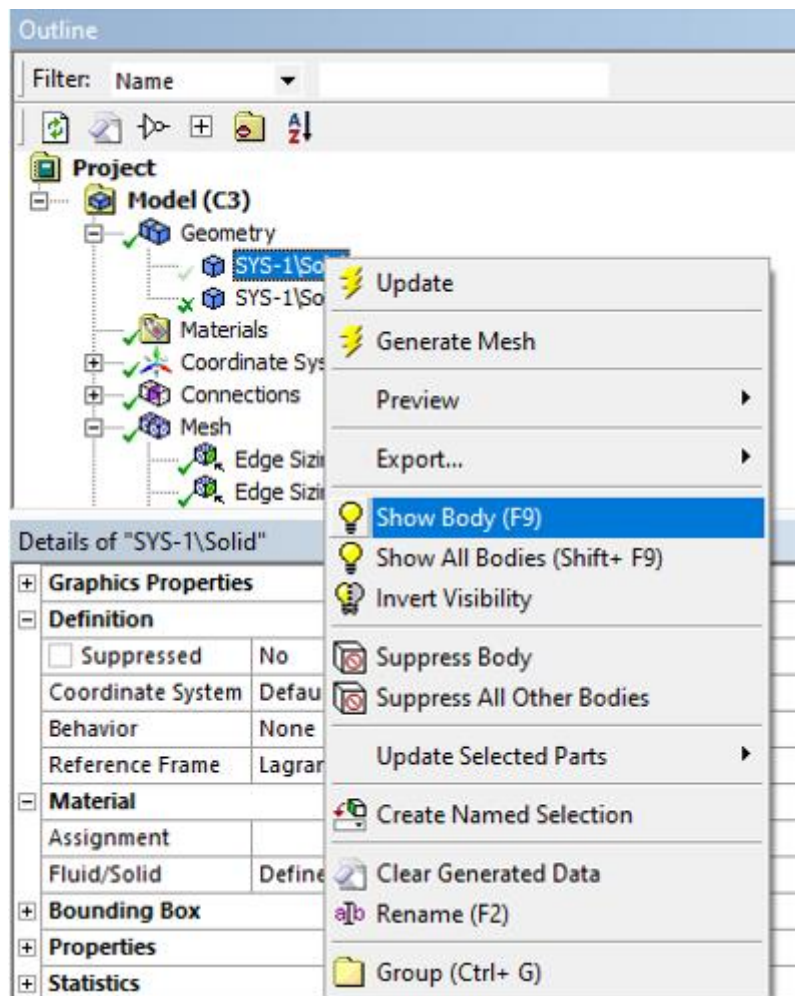 Outline
Filter: Name
Project
Model (C3)
Geometry
SYS-1\Solid
SYS-1\So
Materials
Coordinate Sys
Connections
Mesh
Edge Sizi
Edge Sizi
Update
Generate Mesh
Preview
Export...
Show Body (F9)
Show All Bodies (Shift+ F9)
Invert Visibility
Suppress Body
Suppress All Other Bodies
Update Selected Parts
Create Named Selection
Clear Generated Data
Rename (F2)
Group (Ctrl+ G)
Details of "SYS-1\Solid"
Graphics Properties
Definition
Suppressed No
Coordinate System Defau
Behavior None
Reference Frame Lagran
Material
Assignment
Fluid/Solid Define
Bounding Box
Properties
Statistics